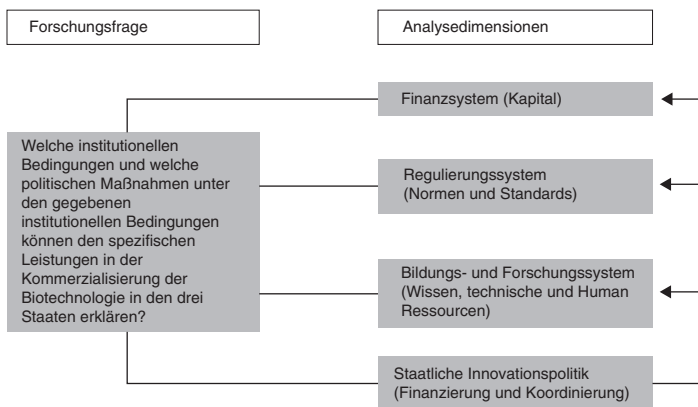 Forschungsfrage
Analysedimensionen
Finanzsystem (Kapital)
Welche institutionellen
Bedingungen und welche
politischen Maßnahmen unter
den gegebenen
institutionellen Bedingungen
können den spezifischen
Leistungen in der
Kommerzialisierung der
Biotechnologie in den drei
Staaten erklären?
Regulierungssystem
(Normen und Standards)
Bildungs- und Forschungssystem
(Wissen, technische und Human
Ressourcen)
Staatliche Innovationspolitik
(Finanzierung und Koordinierung)